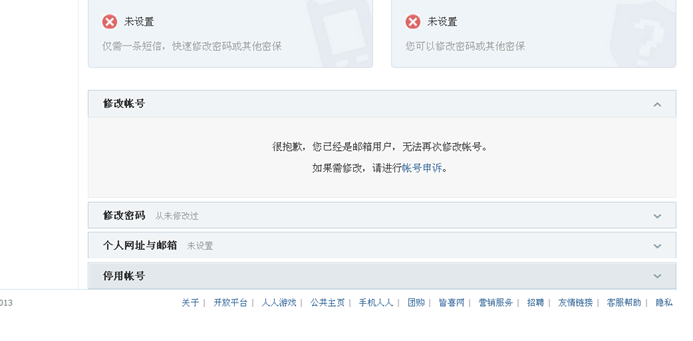 未设置
仅需一条短信，快速修改密码或其他密保
未设置
您可以修改密码或其他密保
修改帐号
很抱歉，您已经是邮箱用户，无法再次修改帐号。
如果需修改，请进行帐号申诉。
修改密码 从未修改过
个人网址与邮箱 未设置
停用帐号
013 关于 | 开放平台 | 人人游戏 | 公共主页 | 手机人人 | 团购 | 皆喜网 | 营销服务 | 招聘 | 友情链接 | 客服帮助 | 隐私